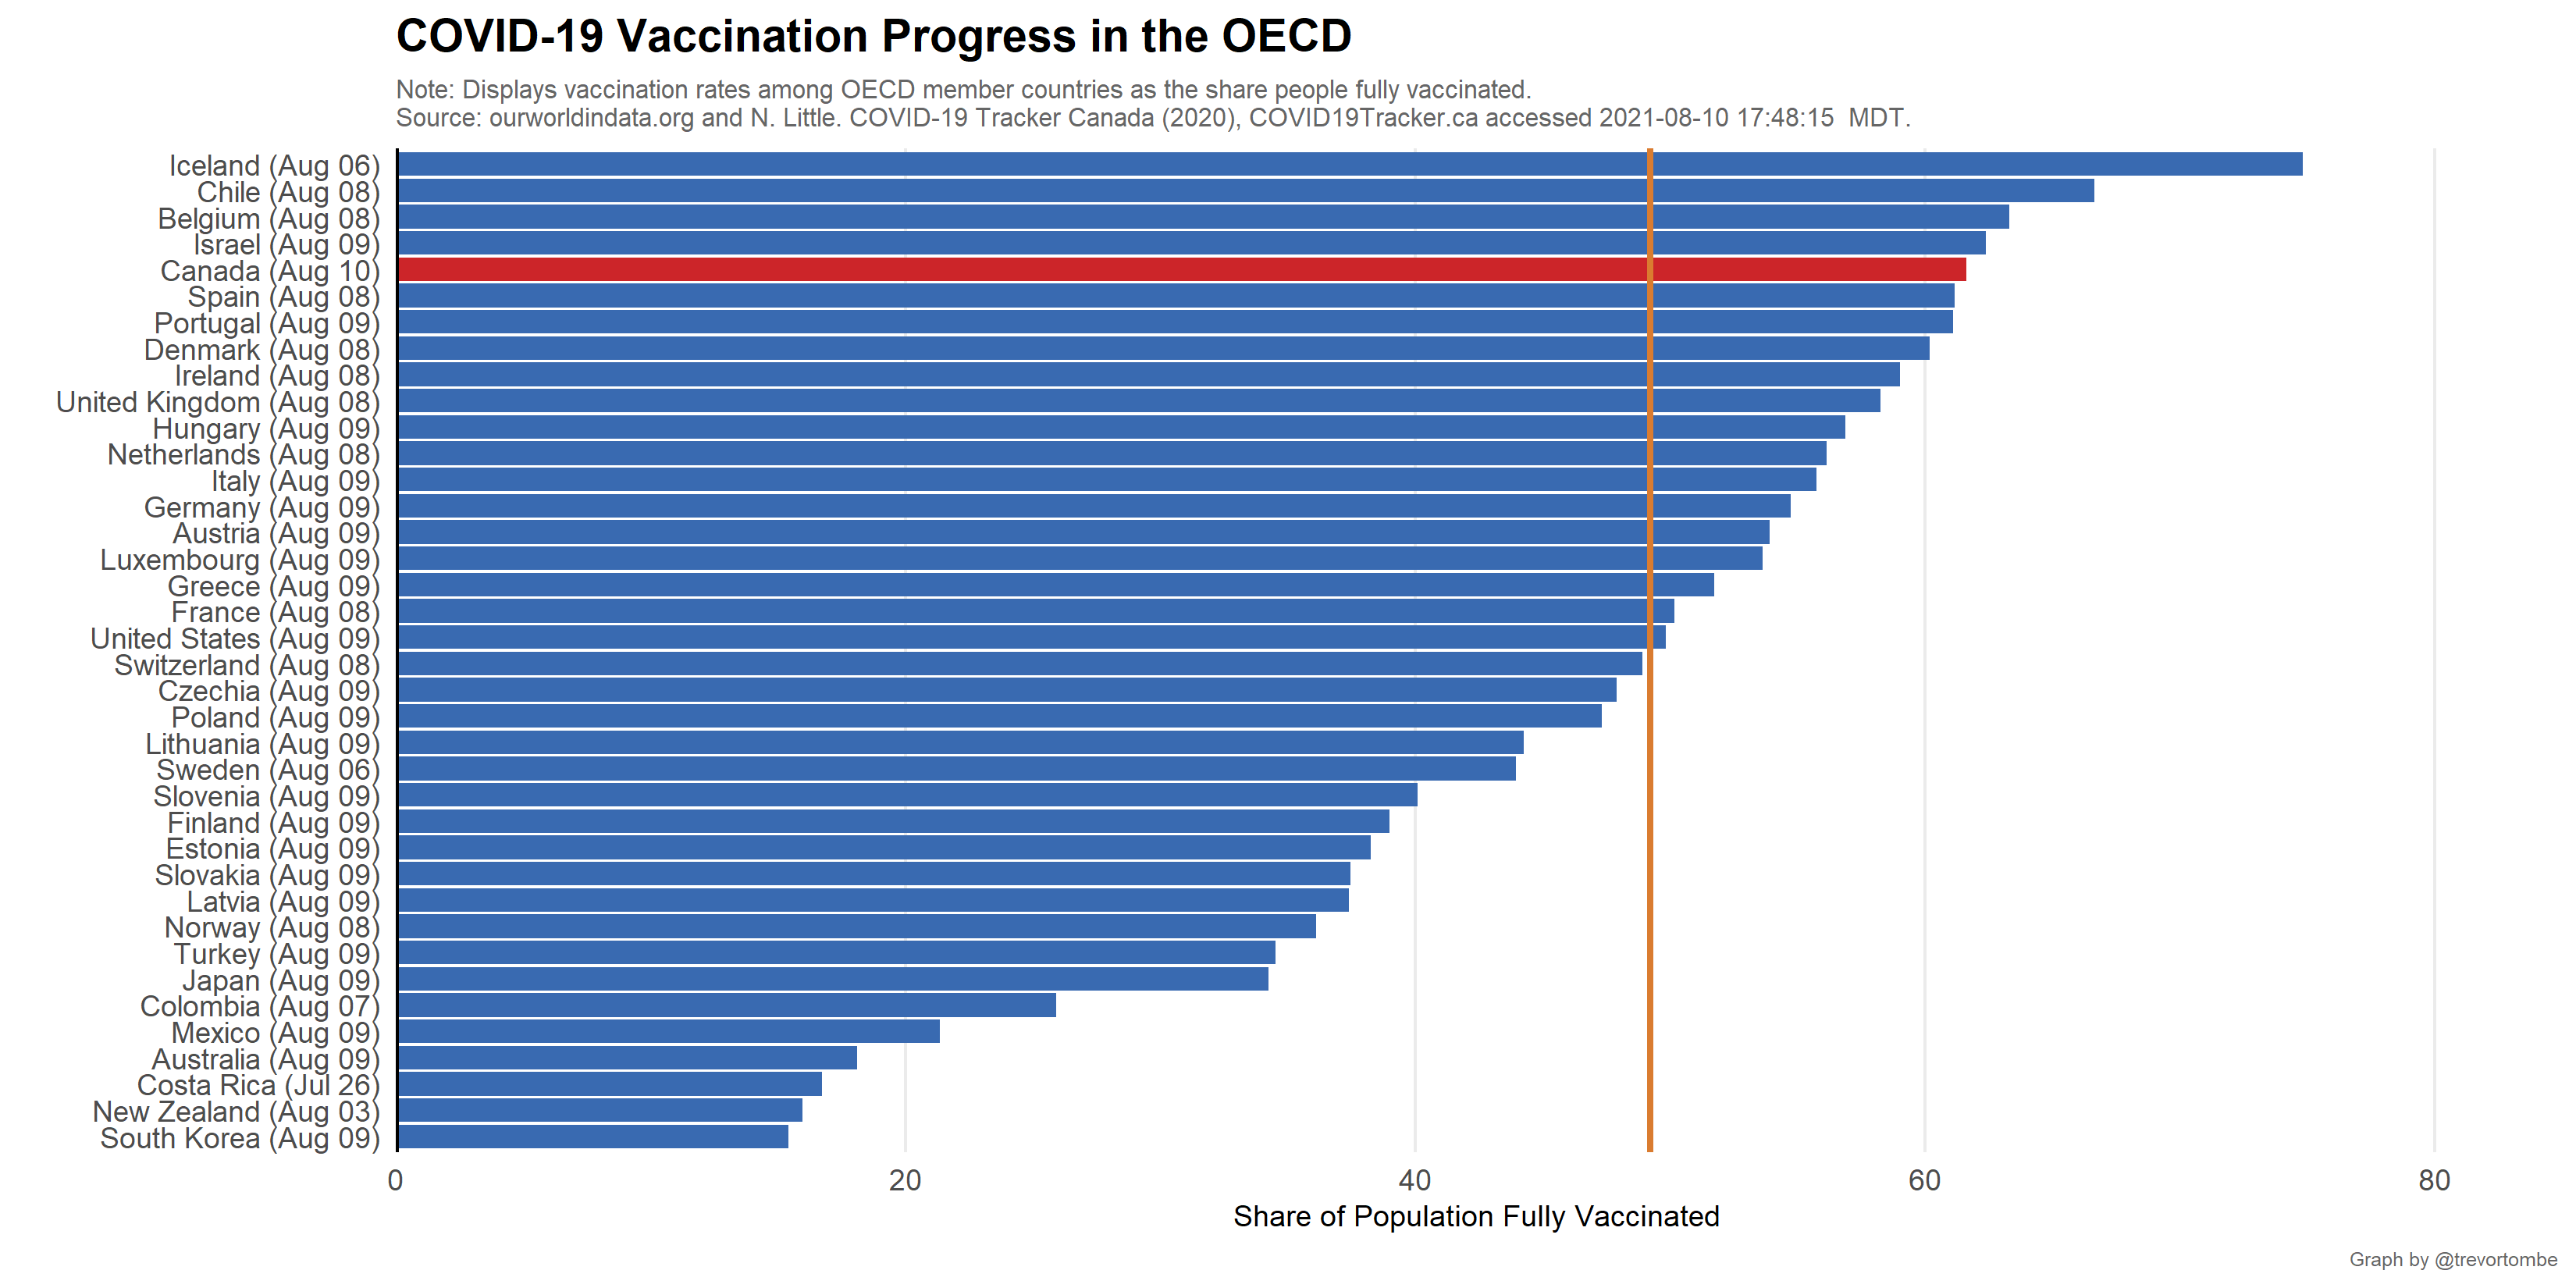 COVID-19 Vaccination Progress in the OECD
Note: Displays vaccination rates among OECD member countries as the share people fully vaccinated.
Source: ourworldindata.org and N. Little. COVID-19 Tracker Canada (2020), COVID19Tracker.ca accessed 2021-08-10 17:48:15  MDT.
Iceland (Aug 06)
Chile (Aug 08)
Belgium (Aug 08)
Israel (Aug 09)
Canada (Aug 10)
Spain (Aug 08)
Portugal (Aug 09)
Denmark (Aug 08)
Ireland (Aug 08)
United Kingdom (Aug 08)
Hungary (Aug 09)
Netherlands (Aug 08)
Italy (Aug 09)
Germany (Aug 09)
Austria (Aug 09)
Luxembourg (Aug 09)
Greece (Aug 09)
France (Aug 08)
United States (Aug 09)
Switzerland (Aug 08)
Czechia (Aug 09)
Poland (Aug 09)
Lithuania (Aug 09)
Sweden (Aug 06)
Slovenia (Aug 09)
Finland (Aug 09)
Estonia (Aug 09)
Slovakia (Aug 09)
Latvia (Aug 09)
Norway (Aug 08)
Turkey (Aug 09)
Japan (Aug 09)
Colombia (Aug 07)
Mexico (Aug 09)
Australia (Aug 09)
Costa Rica (Jul 26)
New Zealand (Aug 03)
South Korea (Aug 09)
0 20 40 60 80
Share of Population Fully Vaccinated
Graph by @trevortombe